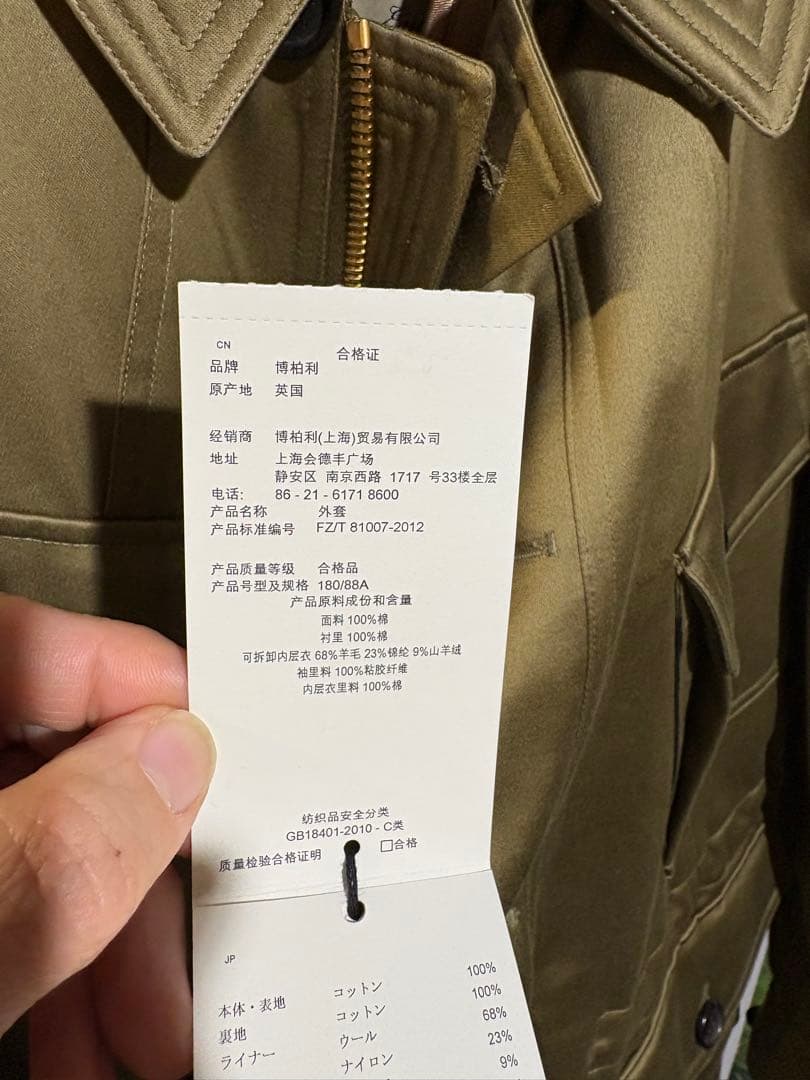 CN
合格证
品牌 博柏利
原产地 英国
经销商 博柏利(上海)贸易有限公司
地址 上海会德丰广场
静安区 南京西路 1717 号33楼全层
电话: 86 - 21 - 6171 8600
产品名称 外套
产品标准编号 FZ/T 81007-2012
产品质量等级 合格品
产品号型及规格 180/88A
产品原料成份和含量
面料 100%棉
衬里 100%棉
可拆卸内层衣 68%羊毛 23%锦纶 9%山羊绒
袖里料 100%粘胶纤维
内层衣里料 100%棉
纺织品安全分类
GB18401-2010 - C类
质量检验合格证明 □合格
JP
本体・表地 コットン 100%
裏地 コットン 100%
ライナー ウール 68%
ナイロン 23%
9%